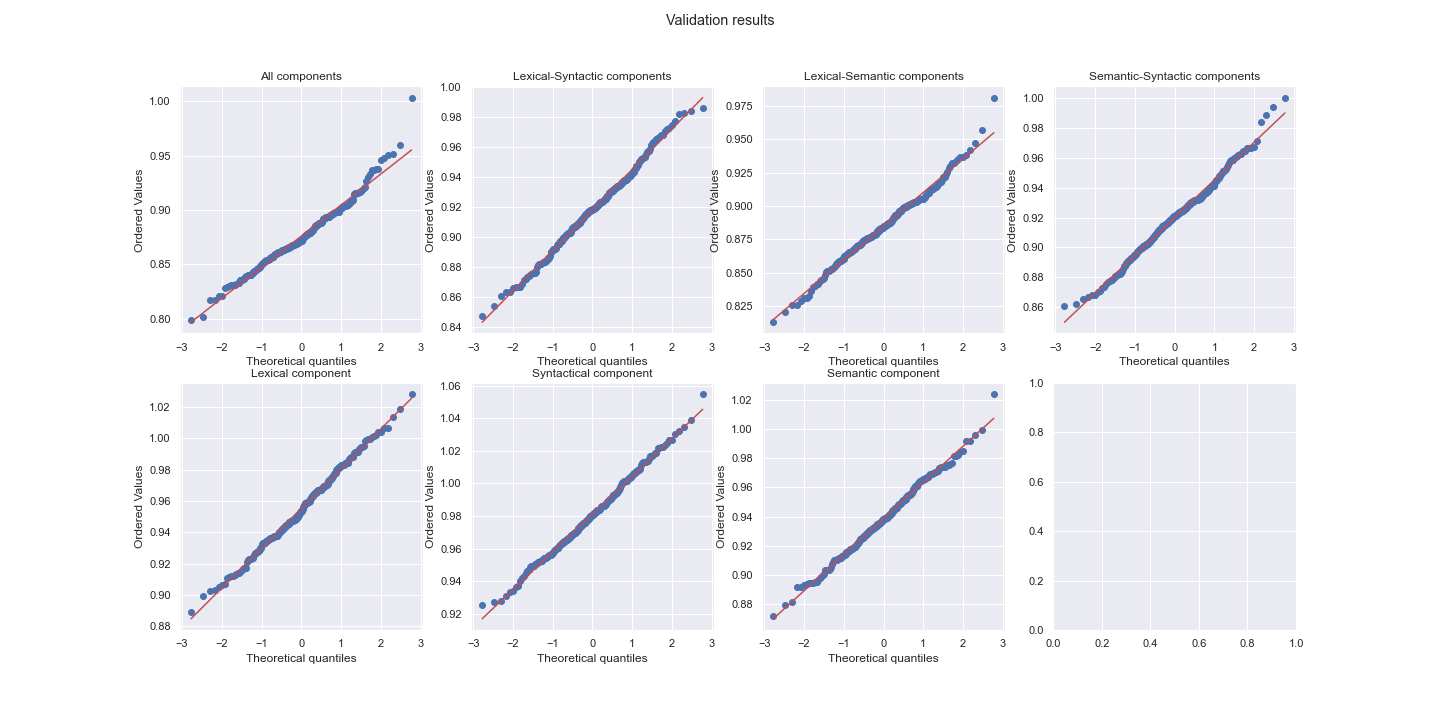 Validation results
All components
Lexical-Syntactic components
Lexical-Semantic components
Semantic-Syntactic components
Ordered Values
1.00
0.95
0.90
0.85
0.80
−3 −2 −1 0 1 2 3
Theoretical quantiles
Ordered Values
1.00
0.98
0.96
0.94
0.92
0.90
0.88
0.86
0.84
−3 −2 −1 0 1 2 3
Theoretical quantiles
Ordered Values
0.975
0.950
0.925
0.900
0.875
0.850
0.825
−3 −2 −1 0 1 2 3
Theoretical quantiles
Ordered Values
1.00
0.98
0.96
0.94
0.92
0.90
0.88
0.86
−3 −2 −1 0 1 2 3
Theoretical quantiles
Lexical component
Syntactical component
Semantic component
Ordered Values
1.02
1.00
0.98
0.96
0.94
0.92
0.90
0.88
−3 −2 −1 0 1 2 3
Theoretical quantiles
Ordered Values
1.06
1.04
1.02
1.00
0.98
0.96
0.94
0.92
−3 −2 −1 0 1 2 3
Theoretical quantiles
Ordered Values
1.02
1.00
0.98
0.96
0.94
0.92
0.90
0.88
−3 −2 −1 0 1 2 3
Theoretical quantiles
1.0
0.8
0.6
0.4
0.2
0.0
0.0 0.2 0.4 0.6 0.8 1.0